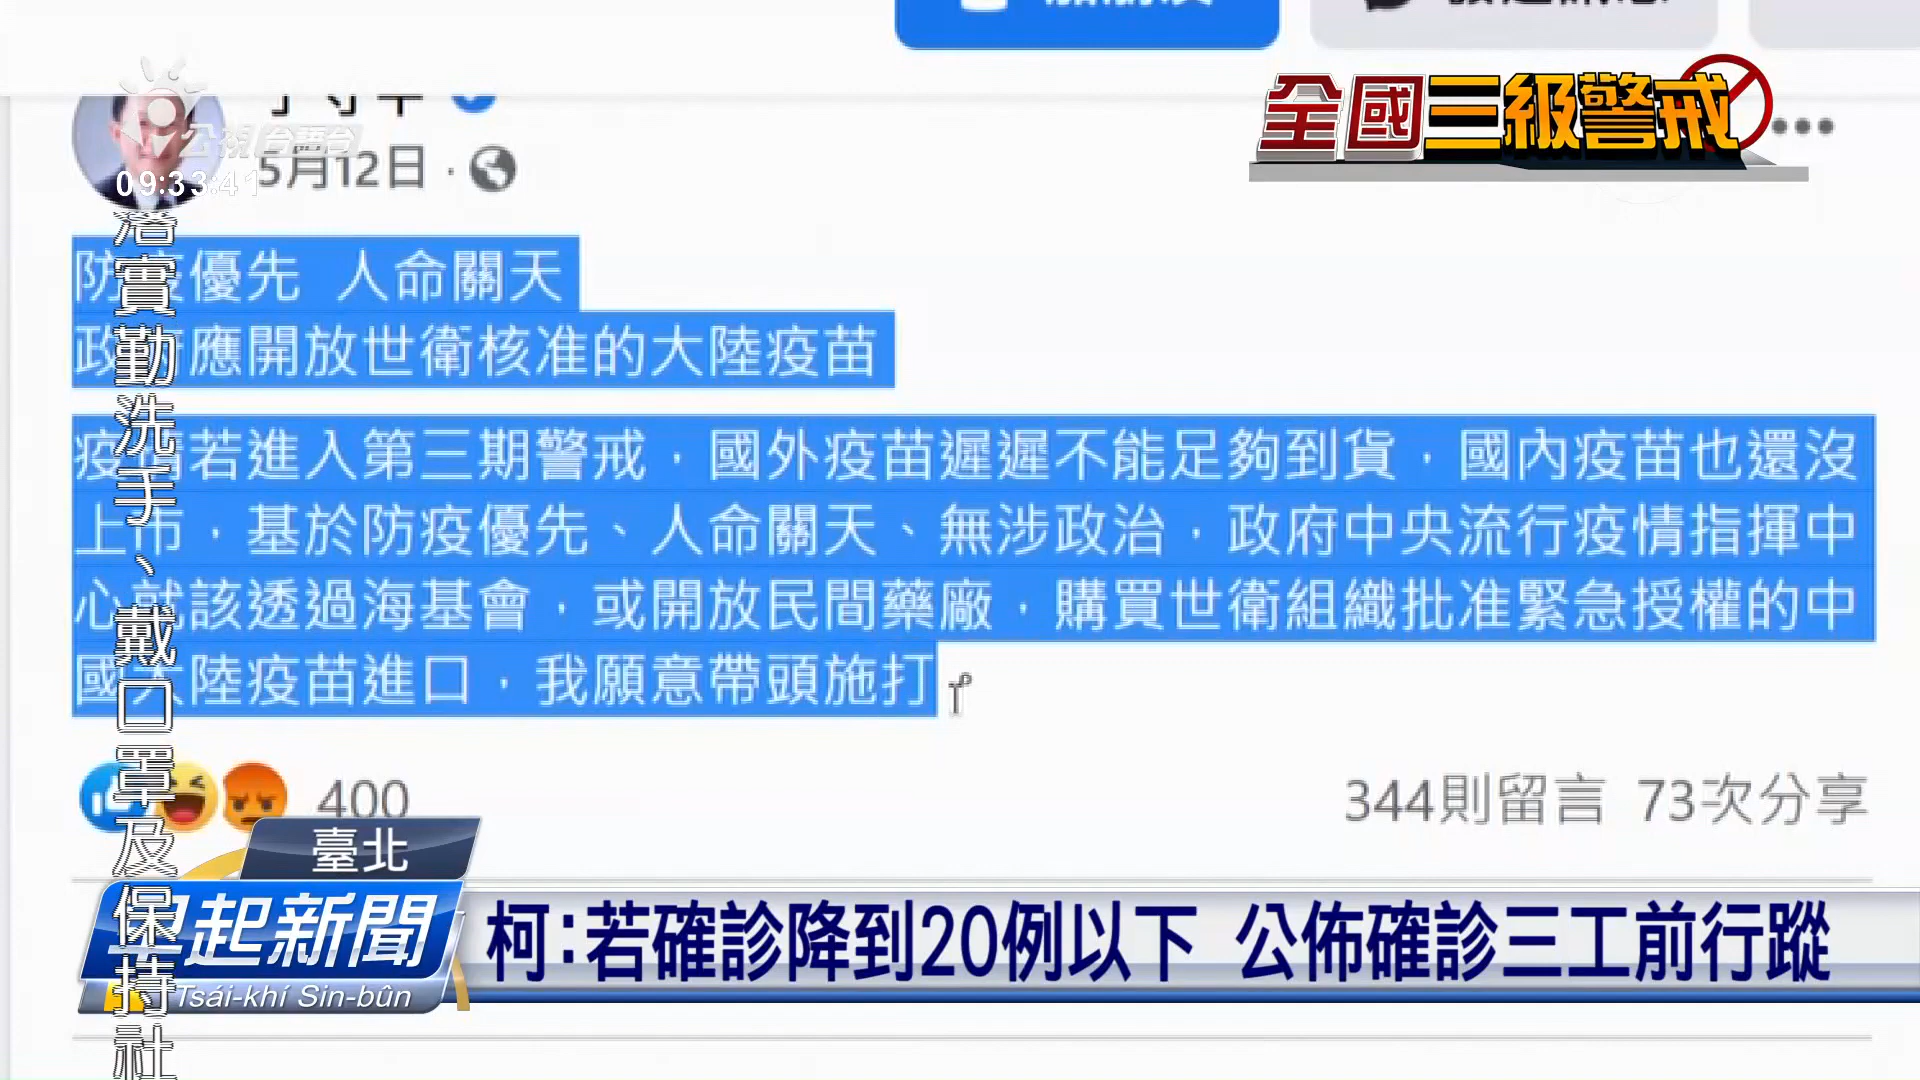 全國三級警戒
公視台語台
5月12日
09:33:41
防疫優先 人命關天
政府應開放世衛核准的大陸疫苗
疫情若進入第三期警戒，國外疫苗遲遲不能足夠到貨，國內疫苗也還沒
上市，基於防疫優先、人命關天、無涉政治，政府中央流行疫情指揮中
心就該透過海基會，或開放民間藥廠，購買世衛組織批准緊急授權的中
國大陸疫苗進口，我願意帶頭施打
400
344則留言 73次分享
落實勤洗手、戴口罩及保持社
臺北
早起新聞
Tsái-khí Sin-bûn
柯:若確診降到20例以下 公佈確診三工前行蹤